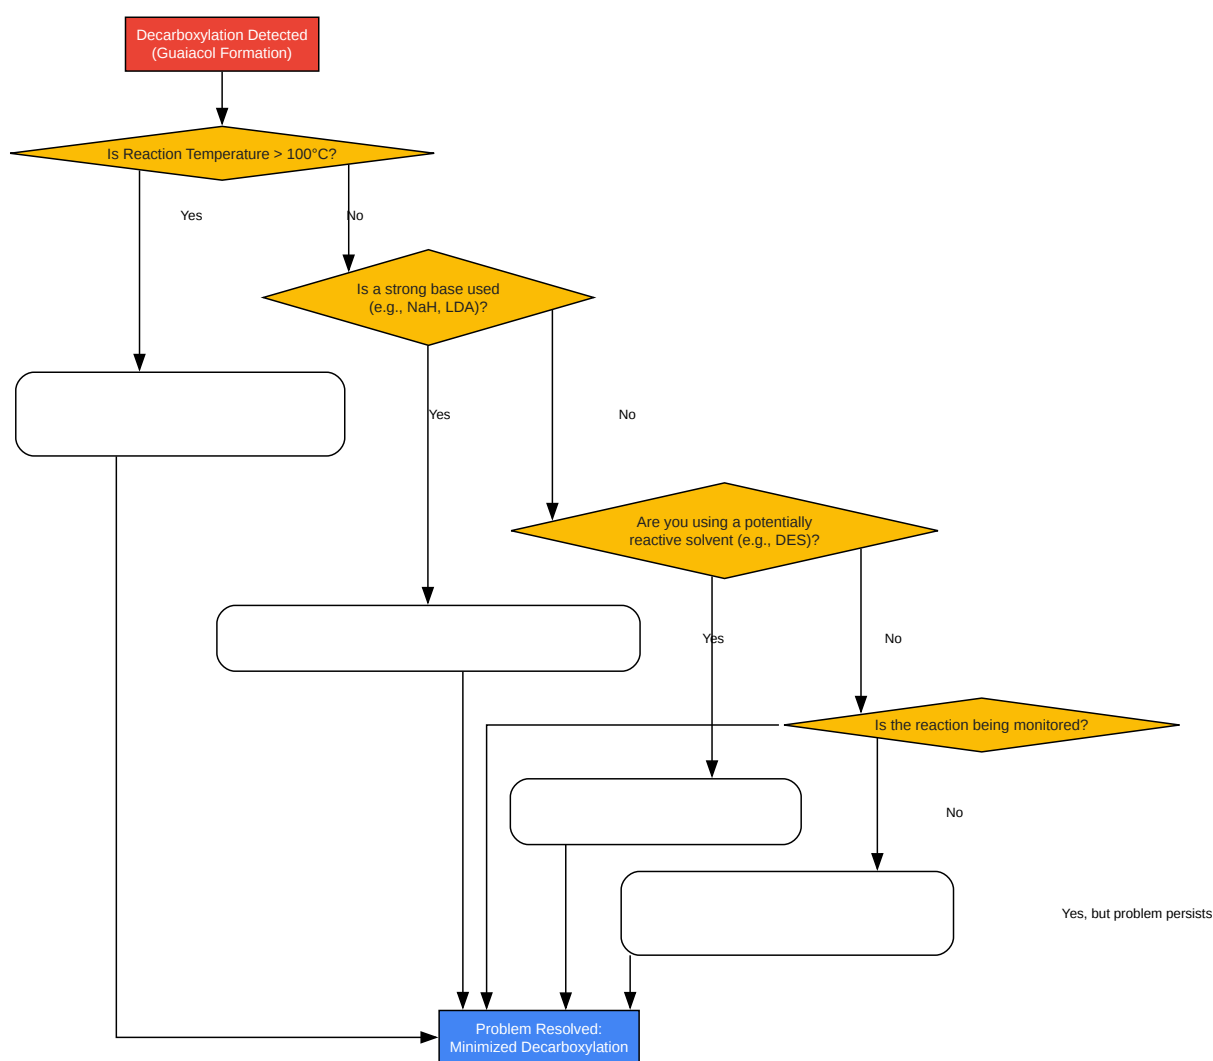 Decarboxylation Detected
(Guaiacol Formation)
Is Reaction Temperature > 100°C?
Yes
No
Is a strong base used
(e.g., NaH, LDA)?
Yes
No
Are you using a potentially
reactive solvent (e.g., DES)?
Yes
No
Is the reaction being monitored?
No
Yes, but problem persists
Problem Resolved:
Minimized Decarboxylation